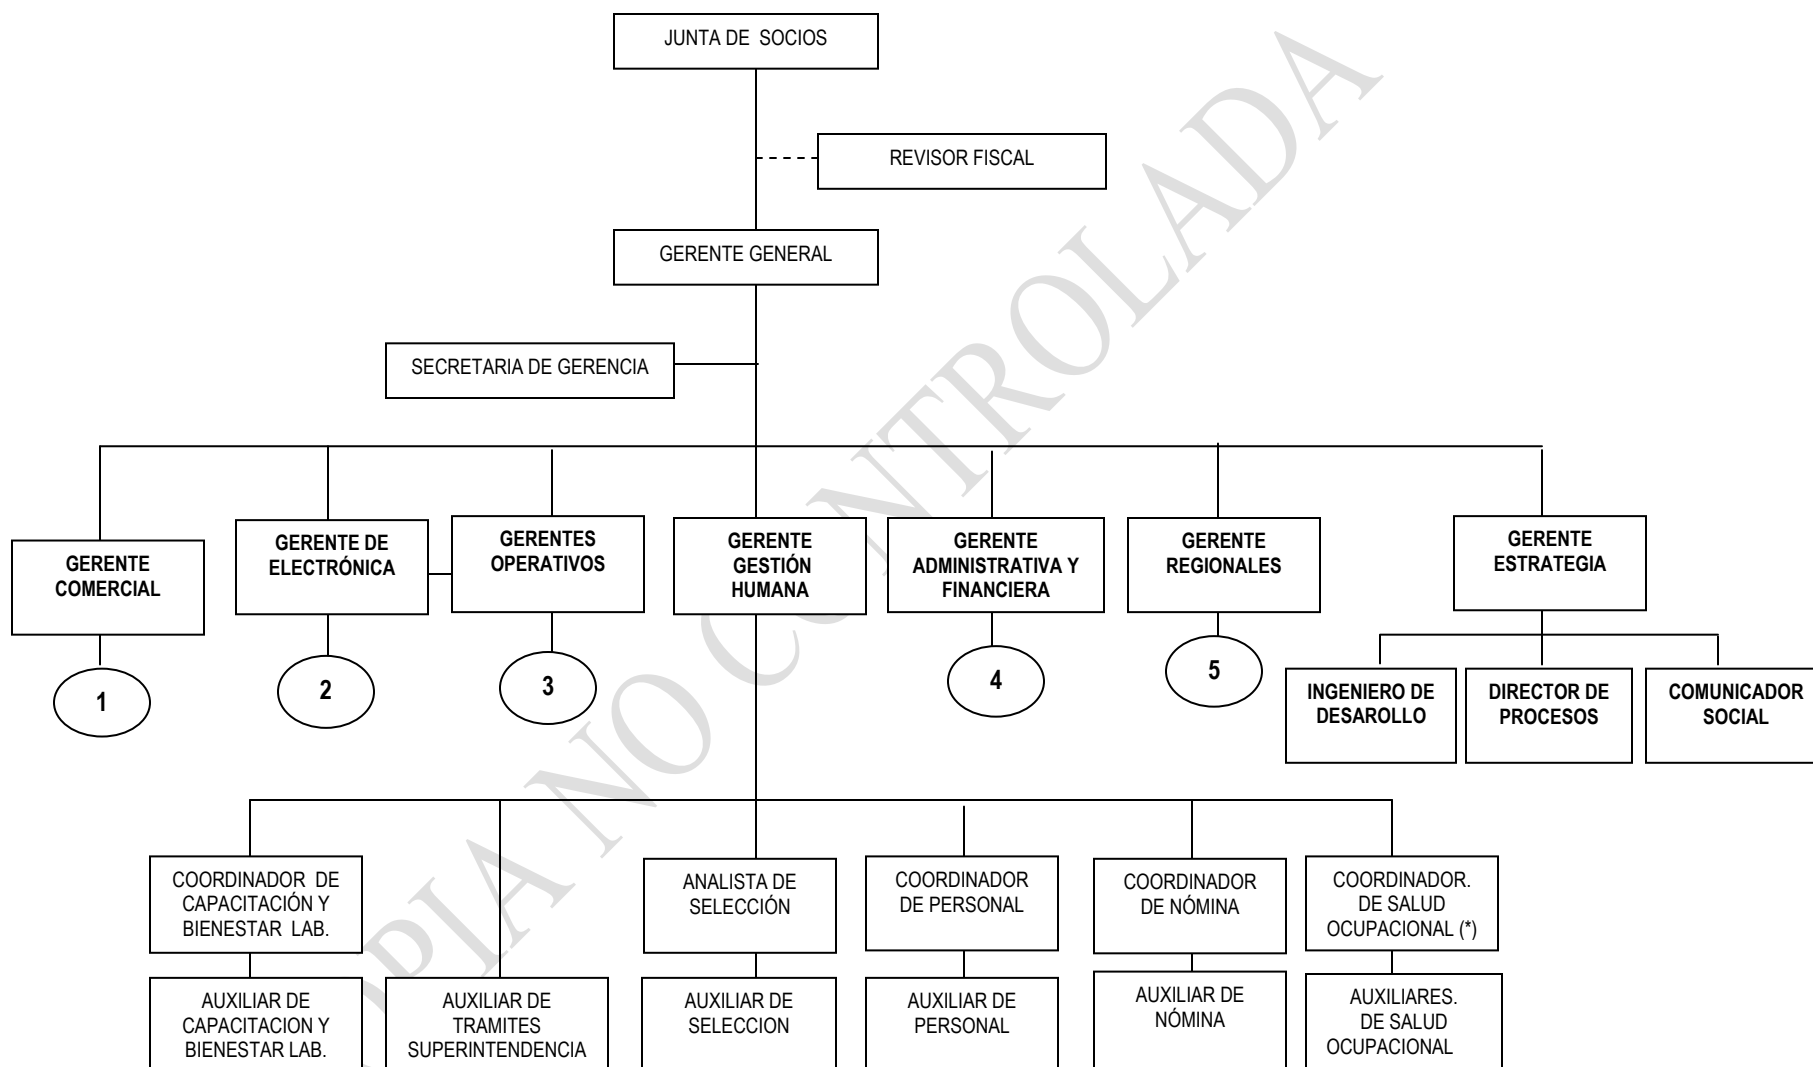 JUNTA DE SOCIOS
REVISOR FISCAL
GERENTE GENERAL
SECRETARIA DE GERENCIA
GERENTE
COMERCIAL
GERENTE DE
ELECTRÓNICA
GERENTES
OPERATIVOS
GERENTE
GESTIÓN
HUMANA
GERENTE
ADMINISTRATIVA Y
FINANCIERA
GERENTE
REGIONALES
GERENTE
ESTRATEGIA
1
2
3
4
5
INGENIERO DE
DESAROLLO
DIRECTOR DE
PROCESOS
COMUNICADOR
SOCIAL
COORDINADOR DE
CAPACITACIÓN Y
BIENESTAR LAB.
ANALISTA DE
SELECCIÓN
COORDINADOR
DE PERSONAL
COORDINADOR
DE NÓMINA
COORDINADOR.
DE SALUD
OCUPACIONAL (*)
AUXILIAR DE
CAPACITACION Y
BIENESTAR LAB.
AUXILIAR DE
TRAMITES
SUPERINTENDENCIA
AUXILIAR DE
SELECCION
AUXILIAR DE
PERSONAL
AUXILIAR DE
NÓMINA
AUXILIARES.
DE SALUD
OCUPACIONAL
PIA NO CONTROLADA